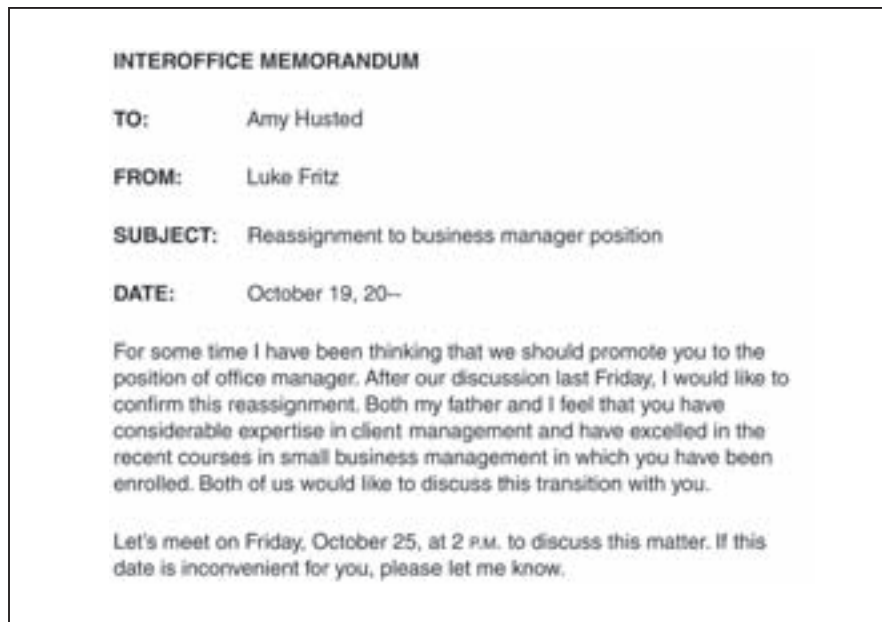 INTEROFFICE MEMORANDUM
TO: Amy Husted
FROM: Luke Fritz
SUBJECT: Reassignment to business manager position
DATE: October 19, 20--
For some time I have been thinking that we should promote you to the
position of office manager. After our discussion last Friday, I would like to
confirm this reassignment. Both my father and I feel that you have
considerable expertise in client management and have excelled in the
recent courses in small business management in which you have been
enrolled. Both of us would like to discuss this transition with you.
Let's meet on Friday, October 25, at 2 P.M. to discuss this matter. If this
date is inconvenient for you, please let me know.